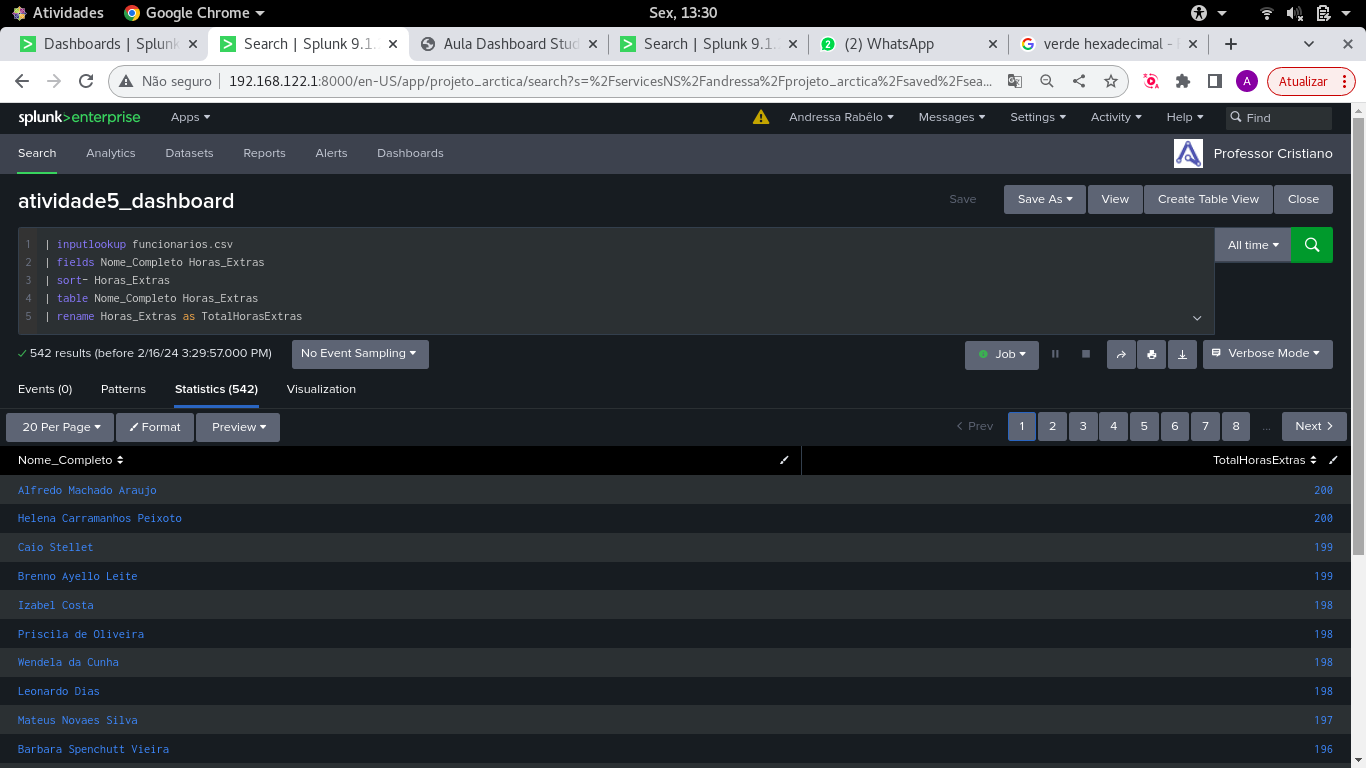 Atividades Google Chrome Sex, 13:30
Dashboards | Splunk Search | Splunk 9.1. Aula Dashboard Stud Search | Splunk 9.1. (2) WhatsApp verde hexadecimal -
Não seguro 192.168.122.1:8000/en-US/app/projeto_arctica/search?s=%2FservicesNS%2Fandressa%2Fprojeto_arctica%2Fsaved%2Fsea... A Atualizar
splunk>enterprise Apps Andressa Rabêlo Messages Settings Activity Help Find
Search Analytics Datasets Reports Alerts Dashboards Professor Cristiano
atividade5_dashboard Save Save As View Create Table View Close
1 | inputlookup funcionarios.csv All time
2 | fields Nome_Completo Horas_Extras
3 | sort- Horas_Extras
4 | table Nome_Completo Horas_Extras
5 | rename Horas_Extras as TotalHorasExtras
542 results (before 2/16/24 3:29:57.000 PM) No Event Sampling Job Verbose Mode
Events (0) Patterns Statistics (542) Visualization
20 Per Page Format Preview Prev 1 2 3 4 5 6 7 8 ... Next
Nome_Completo TotalHorasExtras
Alfredo Machado Araujo 200
Helena Carramanhos Peixoto 200
Caio Stellet 199
Brenno Ayello Leite 199
Izabel Costa 198
Priscila de Oliveira 198
Wendela da Cunha 198
Leonardo Dias 198
Mateus Novaes Silva 197
Barbara Spenchutt Vieira 196